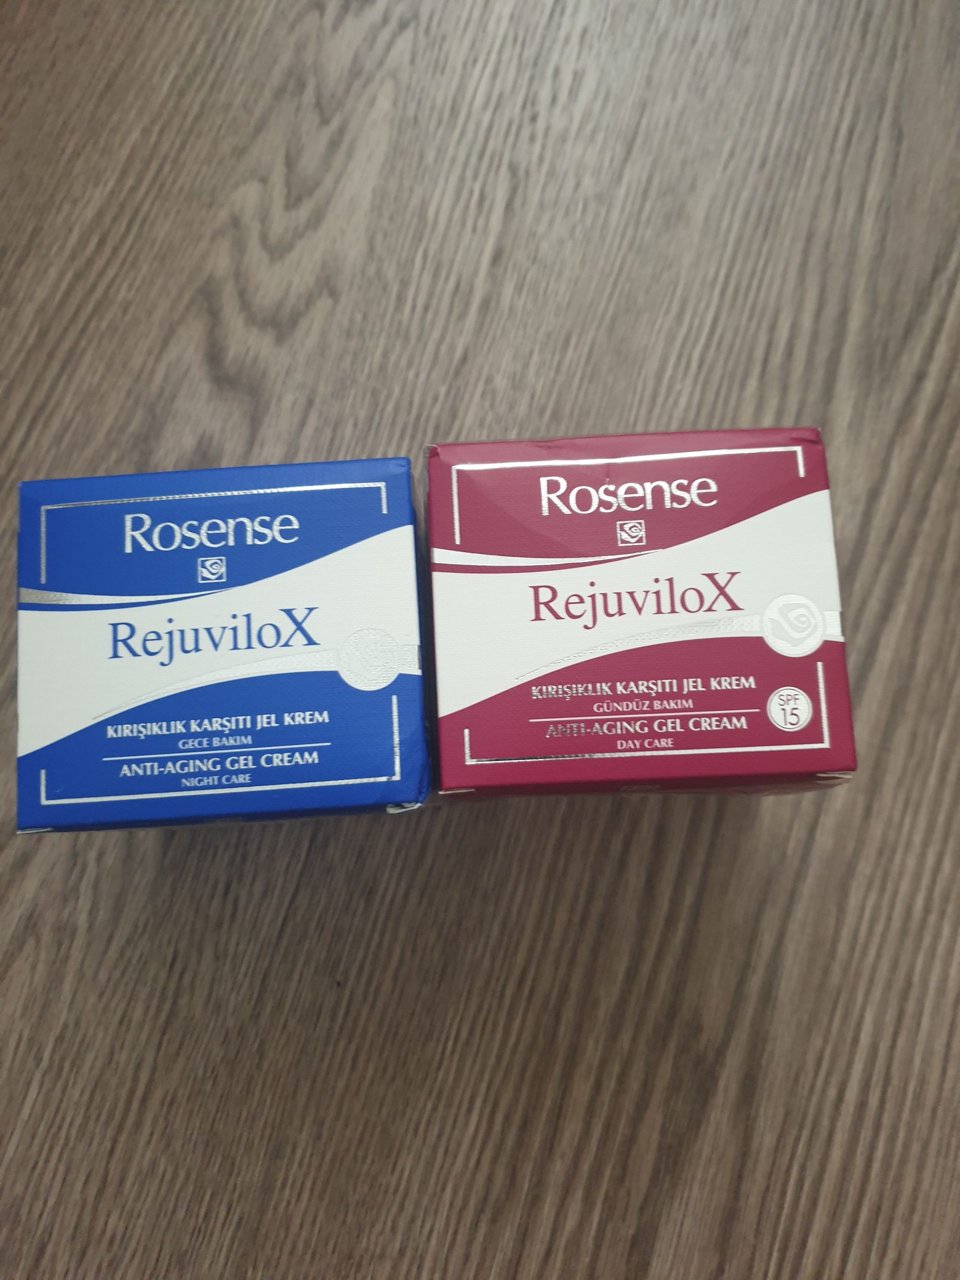 Rosense
RejuviloX
KIRIŞIKLIK KARŞITI JEL KREM
GECE BAKIM
ANTI-AGING GEL CREAM
NIGHT CARE
Rosense
RejuviloX
KIRIŞIKLIK KARŞITI JEL KREM
GÜNDÜZ BAKIM
ANTI-AGING GEL CREAM
DAY CARE
SPF
15